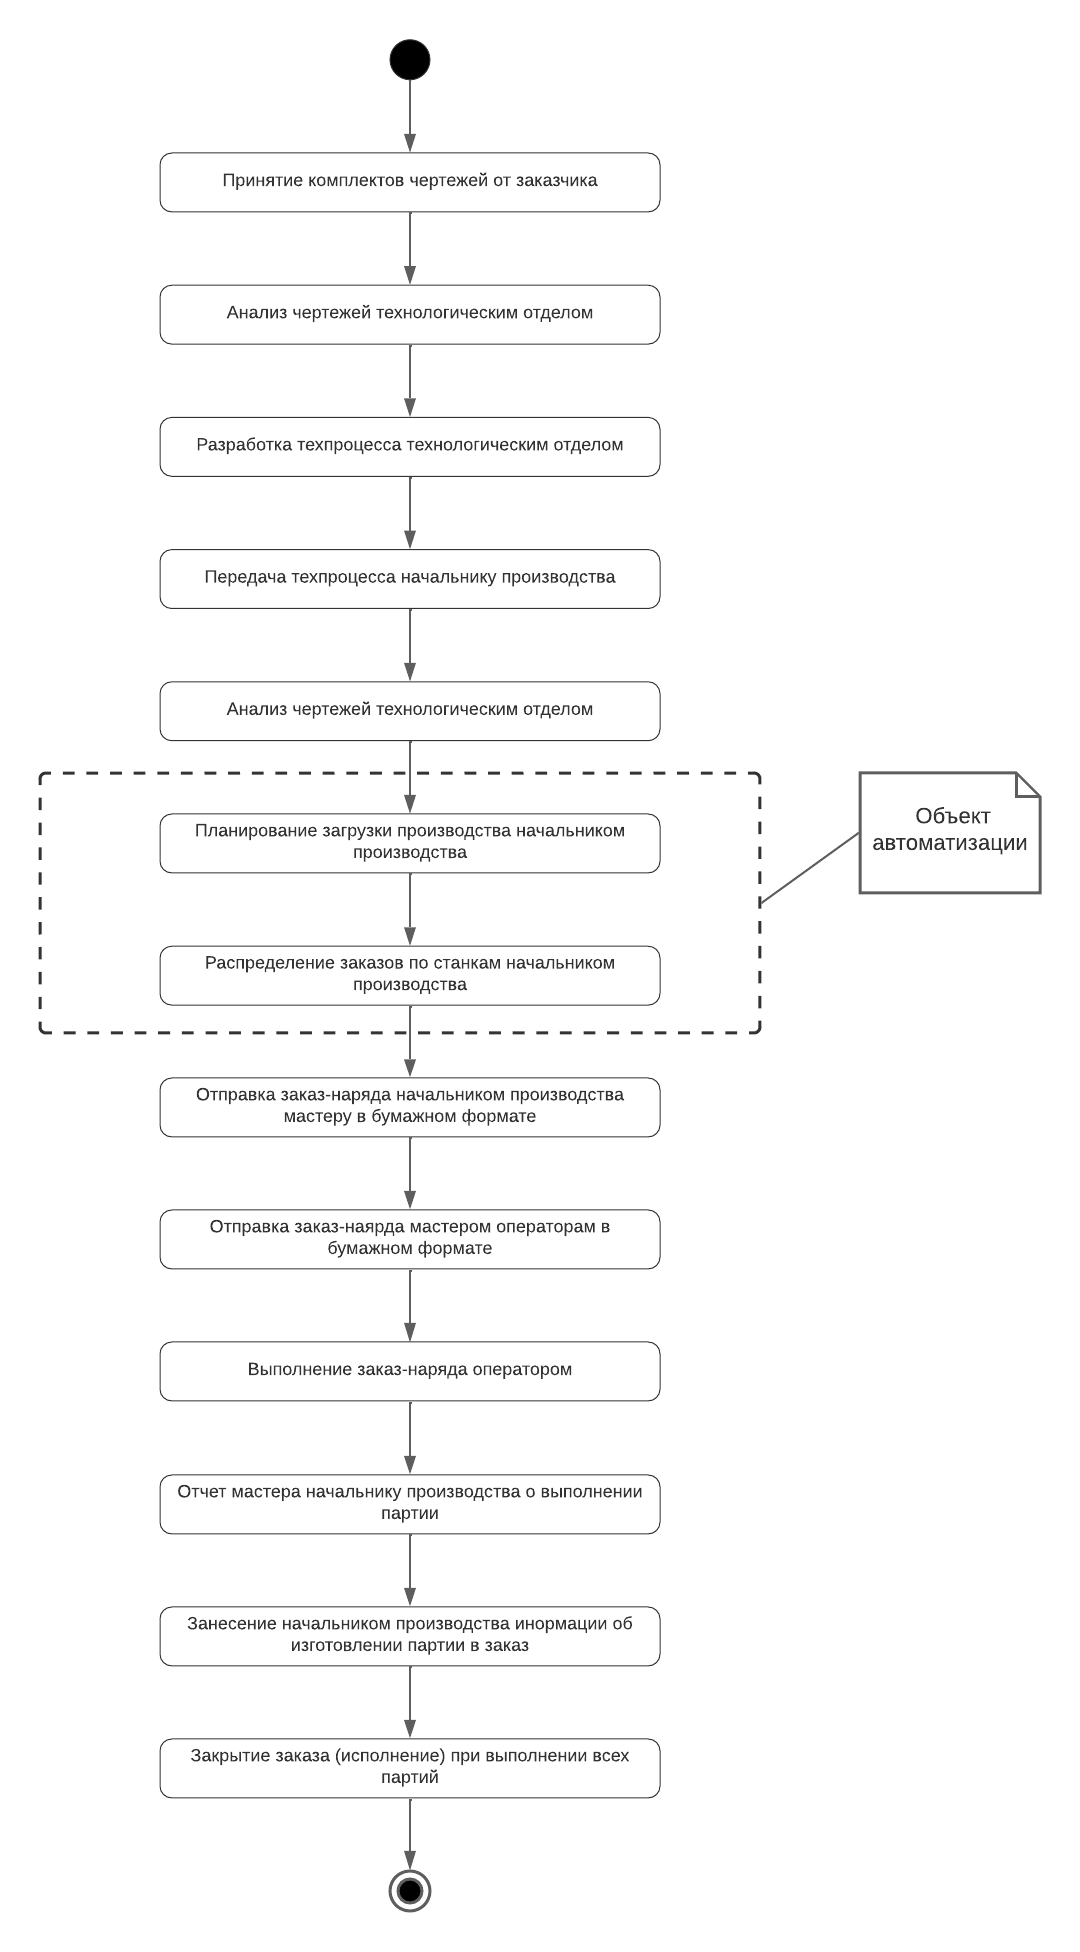 Принятие комплектов чертежей от заказчика
Анализ чертежей технологическим отделом
Разработка техпроцесса технологическим отделом
Передача техпроцесса начальнику производства
Анализ чертежей технологическим отделом
Планирование загрузки производства начальником
производства
Объект
автоматизации
Распределение заказов по станкам начальником
производства
Отправка заказ-наряда начальником производства
мастеру в бумажном формате
Отправка заказ-наярда мастером операторам в
бумажном формате
Выполнение заказ-наряда оператором
Отчет мастера начальнику производства о выполнении
партии
Занесение начальником производства инормации об
изготовлении партии в заказ
Закрытие заказа (исполнение) при выполнении всех
партий